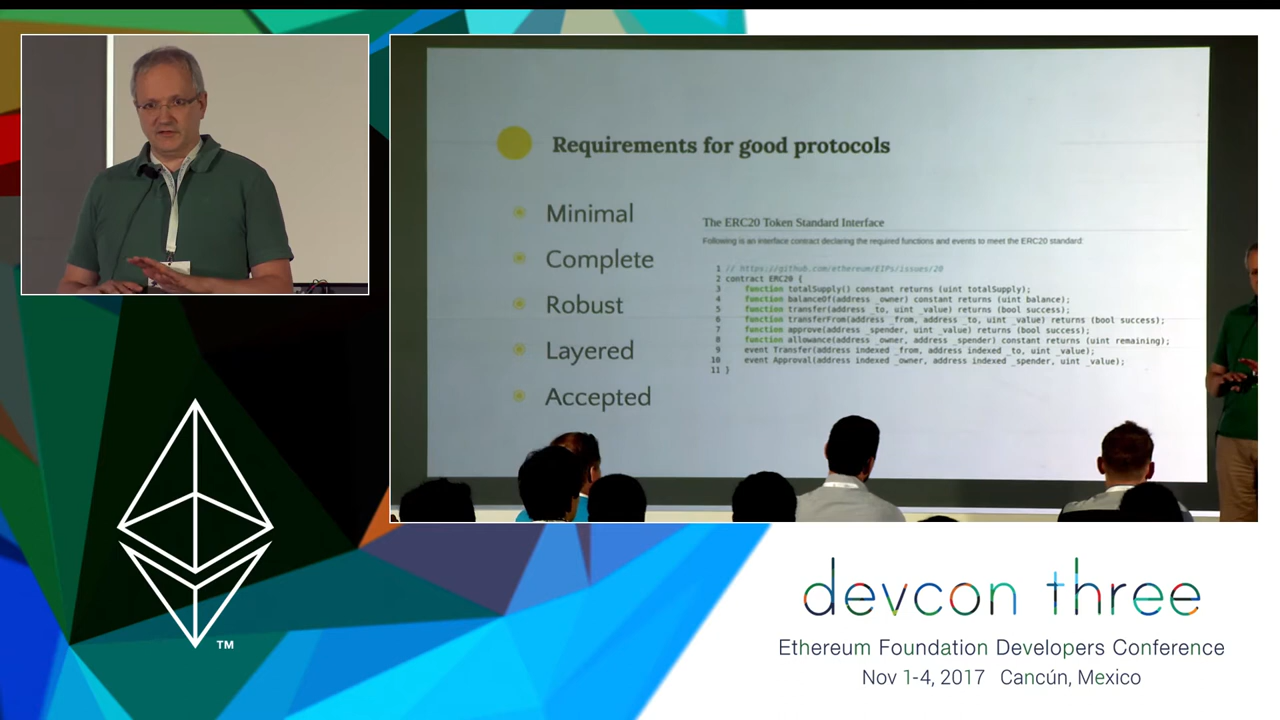 Requirements for good protocols
Minimal
Complete
Robust
Layered
Accepted
The ERC20 Token Standard Interface
Following is an interface contract declaring the required functions and events to meet the ERC20 standard:
1 // https://github.com/ethereum/EIPs/issues/20
2 contract ERC20 {
3 function totalSupply() constant returns (uint totalSupply);
4 function balanceOf(address _owner) constant returns (uint balance);
5 function transfer(address _to, uint _value) returns (bool success);
6 function transferFrom(address _from, address _to, uint _value) returns (bool success);
7 function approve(address _spender, uint _value) returns (bool success);
8 function allowance(address _owner, address _spender) constant returns (uint remaining);
9 event Transfer(address indexed _from, address indexed _to, uint _value);
10 event Approval(address indexed _owner, address indexed _spender, uint _value);
11 }
TM
devcon three
Ethereum Foundation Developers Conference
Nov 1-4, 2017 Cancún, Mexico